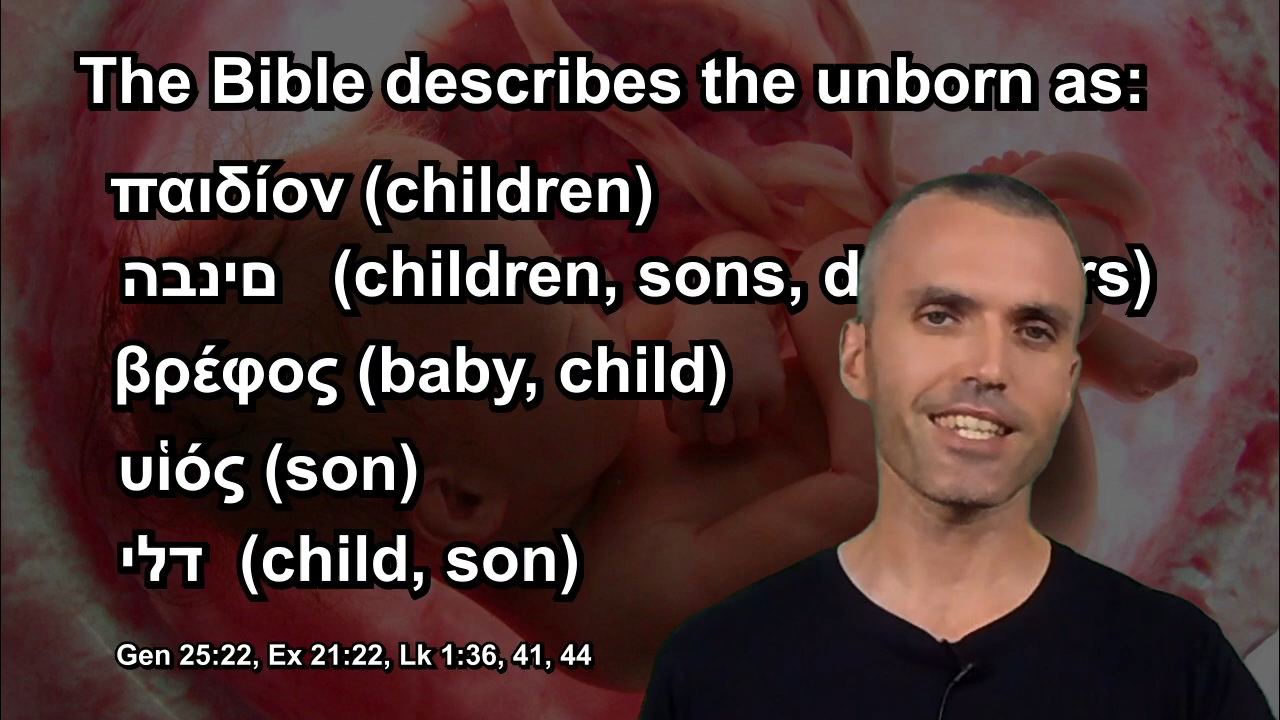 The Bible describes the unborn as:
παιδίον (children)
םינבה (children, sons,
βρέφος (baby, child)
υἱός (son)
דלי (child, son)
Gen 25:22, Ex 21:22, Lk 1:36, 41, 44